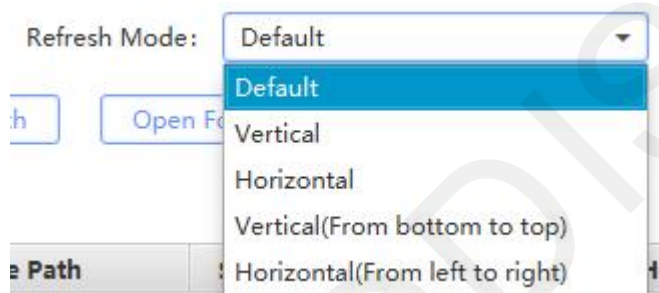 Refresh Mode: Default
Default
Open Fo
Vertical
Horizontal
Vertical(From bottom to top)
e Path
Horizontal(From left to right)